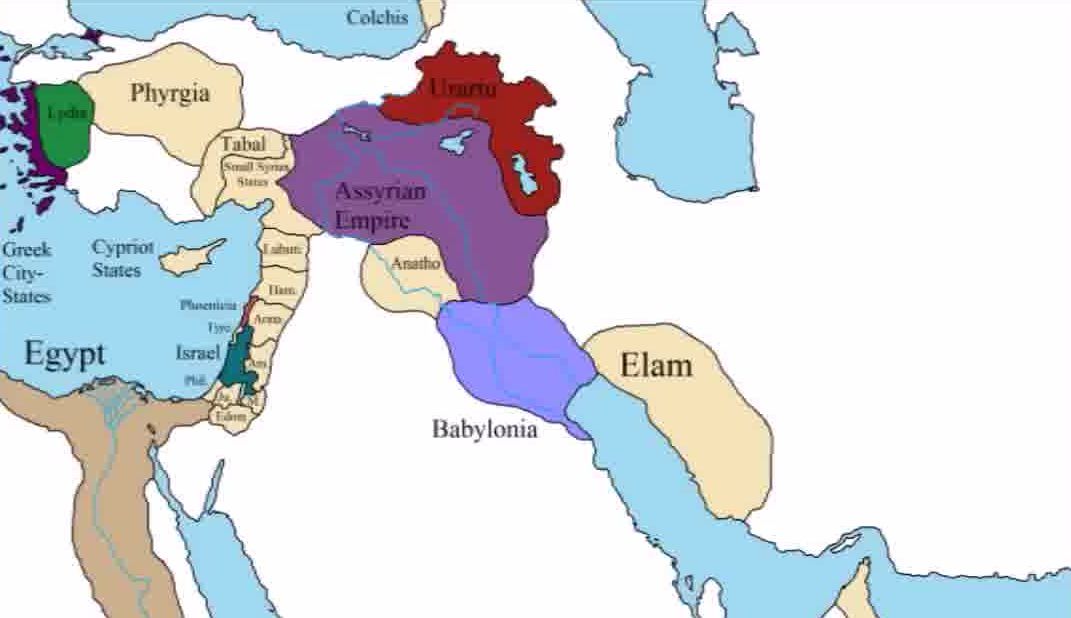 Colchis
Urartu
Phyrgia
Lydia
Tabal
Small Syrian
States
Assyrian
Empire
Greek
City-
States
Cypriot
States
Luhuti
Anatho
Ham.
Phoenicia
Aram
Tyre
Egypt
Israel
Am.
Elam
Phil.
Ju.
M.
Edom
Babylonia